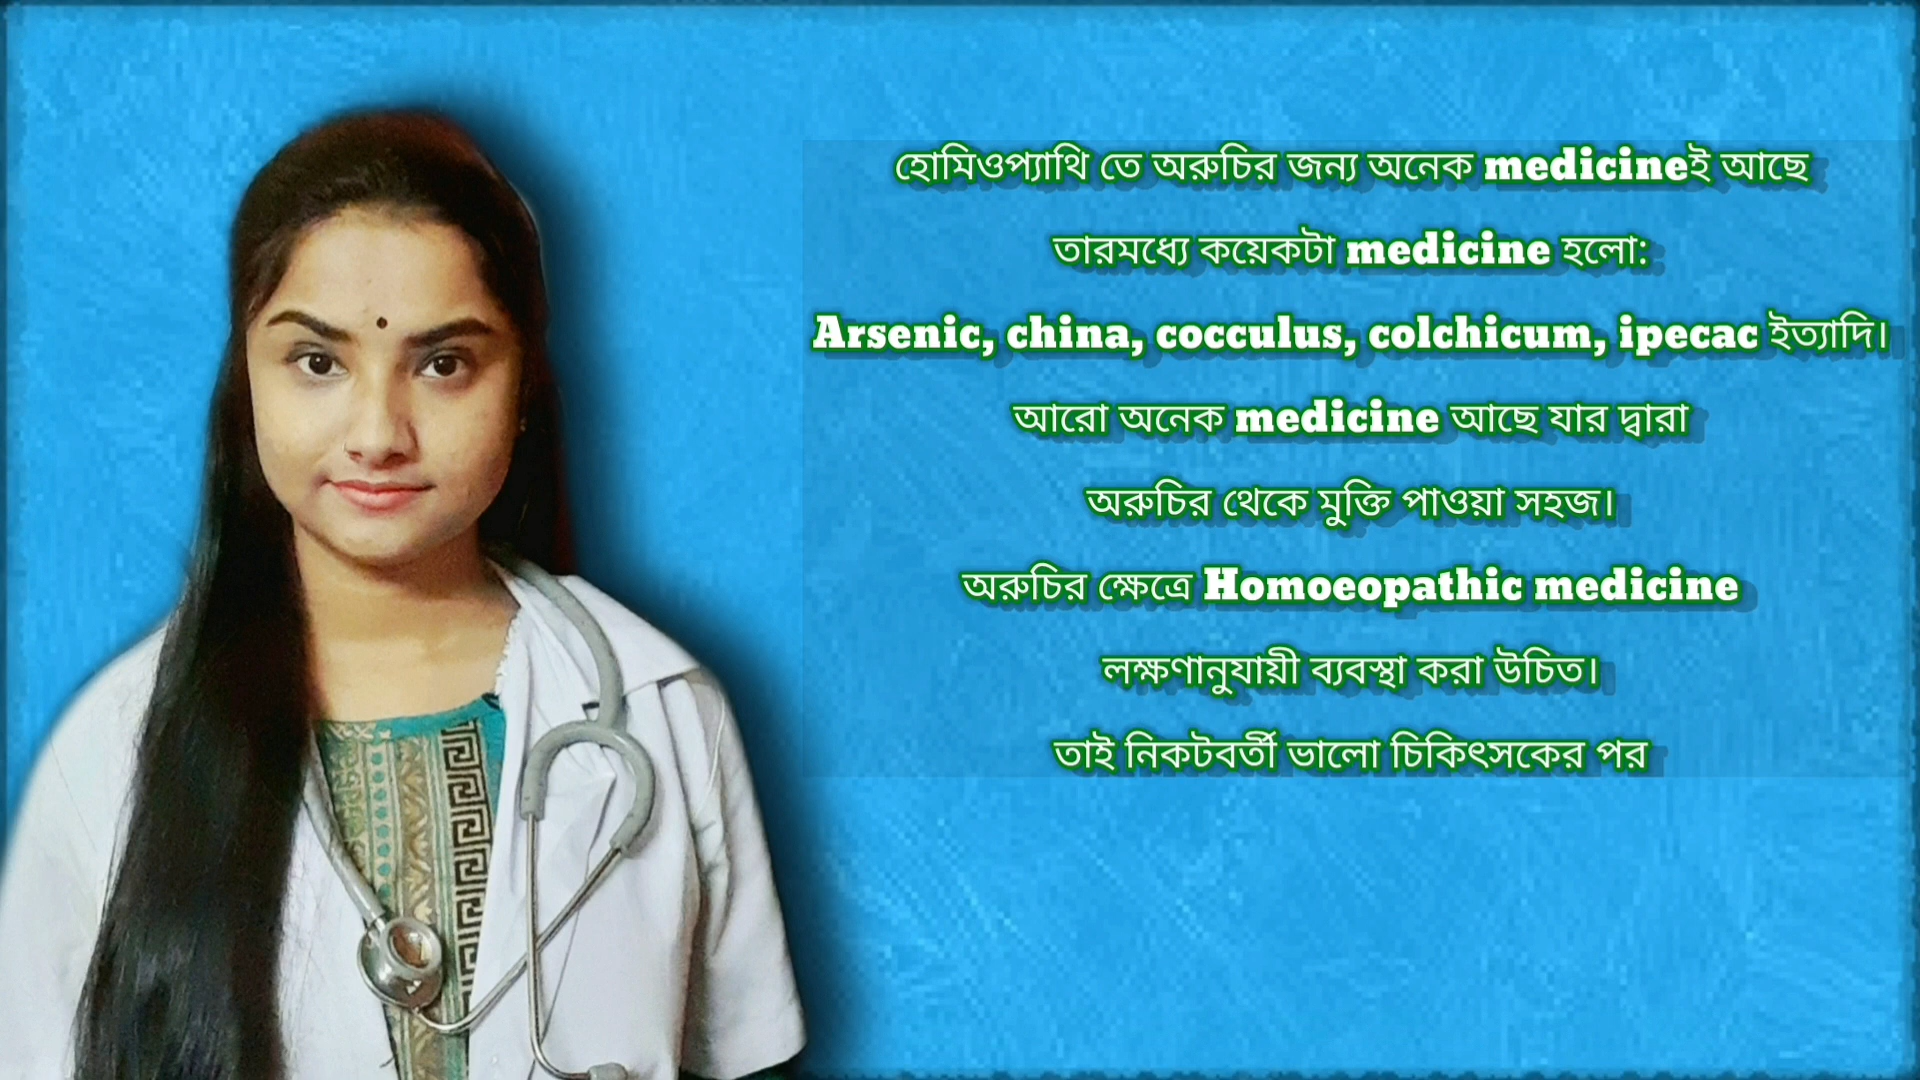 হোমিওপ্যাথি তে অরুচির জন্য অনেক medicineই আছে
তারমধ্যে কয়েকটা medicine হলো:
Arsenic, china, cocculus, colchicum, ipecac ইত্যাদি।
আরো অনেক medicine আছে যার দ্বারা
অরুচির থেকে মুক্তি পাওয়া সহজ।
অরুচির ক্ষেত্রে Homoeopathic medicine
লক্ষণানুযায়ী ব্যবস্থা করা উচিত।
তাই নিকটবর্তী ভালো চিকিৎসকের পর